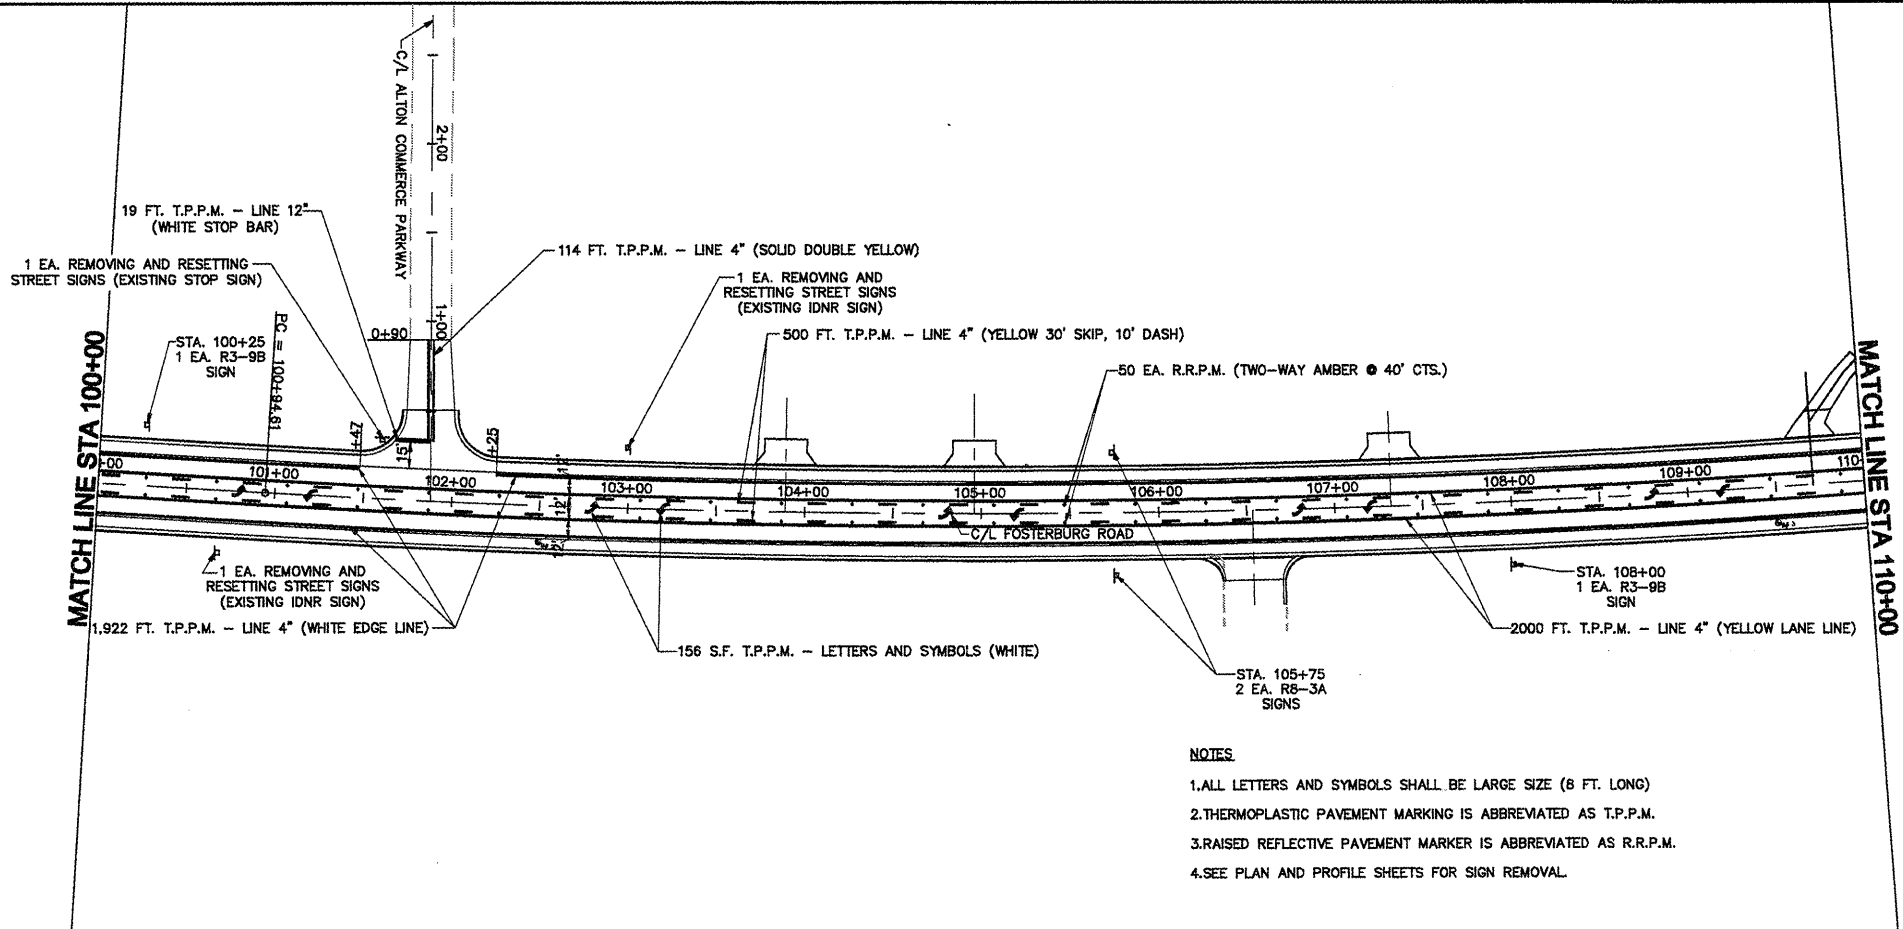 C/L ALTON COMMERCE PARKWAY
2+00
1+00
0+90
19 FT. T.P.P.M. – LINE 12"
(WHITE STOP BAR)
114 FT. T.P.P.M. – LINE 4" (SOLID DOUBLE YELLOW)
1 EA. REMOVING AND RESETTING
STREET SIGNS (EXISTING STOP SIGN)
1 EA. REMOVING AND
RESETTING STREET SIGNS
(EXISTING IDNR SIGN)
500 FT. T.P.P.M. – LINE 4" (YELLOW 30' SKIP, 10' DASH)
STA. 100+25
1 EA. R3–9B
SIGN
PC = 100+94.61
50 EA. R.R.P.M. (TWO–WAY AMBER @ 40' CTS.)
MATCH LINE STA 100+00
MATCH LINE STA 110+00
+47
15'
+25
11'
12'
12'
+00
101+00
102+00
103+00
104+00
105+00
106+00
107+00
108+00
109+00
110
C/L FOSTERBURG ROAD
1 EA. REMOVING AND
RESETTING STREET SIGNS
(EXISTING IDNR SIGN)
1,922 FT. T.P.P.M. – LINE 4" (WHITE EDGE LINE)
STA. 108+00
1 EA. R3–9B
SIGN
2000 FT. T.P.P.M. – LINE 4" (YELLOW LANE LINE)
156 S.F. T.P.P.M. – LETTERS AND SYMBOLS (WHITE)
STA. 105+75
2 EA. R8–3A
SIGNS
NOTES
1.ALL LETTERS AND SYMBOLS SHALL BE LARGE SIZE (8 FT. LONG)
2.THERMOPLASTIC PAVEMENT MARKING IS ABBREVIATED AS T.P.P.M.
3.RAISED REFLECTIVE PAVEMENT MARKER IS ABBREVIATED AS R.R.P.M.
4.SEE PLAN AND PROFILE SHEETS FOR SIGN REMOVAL.